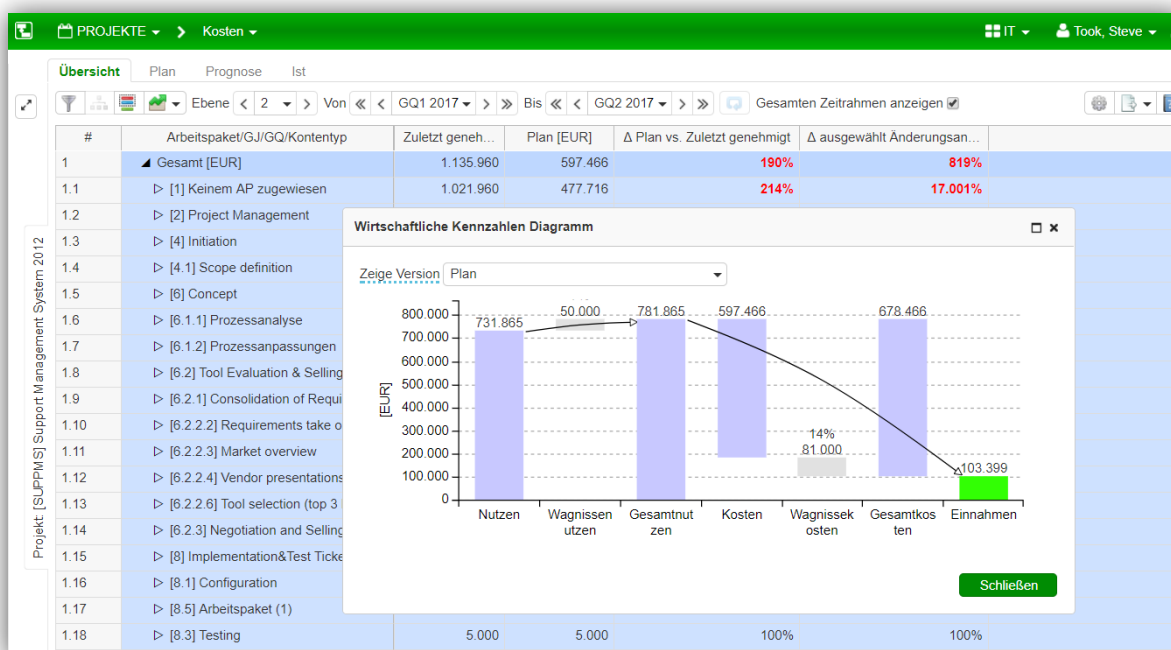 PROJEKTE Kosten IT Took, Steve
Übersicht Plan Prognose Ist
Ebene 2 Von GQ1 2017 Bis GQ2 2017 Gesamten Zeitrahmen anzeigen
# Arbeitspaket/GJ/GQ/Kontentyp Zuletzt geneh... Plan [EUR] Δ Plan vs. Zuletzt genehmigt Δ ausgewählt Änderungsan...
1 Gesamt [EUR] 1.135.960 597.466 190% 819%
1.1 [1] Keinem AP zugewiesen 1.021.960 477.716 214% 17.001%
1.2 [2] Project Management
1.3 [4] Initiation
1.4 [4.1] Scope definition
1.5 [6] Concept
1.6 [6.1.1] Prozessanalyse
1.7 [6.1.2] Prozessanpassungen
1.8 [6.2] Tool Evaluation & Selling
1.9 [6.2.1] Consolidation of Requi
1.10 [6.2.2.2] Requirements take o
1.11 [6.2.2.3] Market overview
1.12 [6.2.2.4] Vendor presentations
1.13 [6.2.2.6] Tool selection (top 3
1.14 [6.2.3] Negotiation and Selling
1.15 [8] Implementation&Test Ticke
1.16 [8.1] Configuration
1.17 [8.5] Arbeitspaket (1)
1.18 [8.3] Testing 5.000 5.000 100% 100%
Projekt: [SUPPMS] Support Management System 2012
Wirtschaftliche Kennzahlen Diagramm
Zeige Version Plan
[EUR]
800.000
700.000
600.000
500.000
400.000
300.000
200.000
100.000
0
731.865
50.000
781.865
597.466
14%
81.000
678.466
103.399
Nutzen
Wagnissen
utzen
Gesamtnut
zen
Kosten
Wagnissek
osten
Gesamtkos
ten
Einnahmen
Schließen